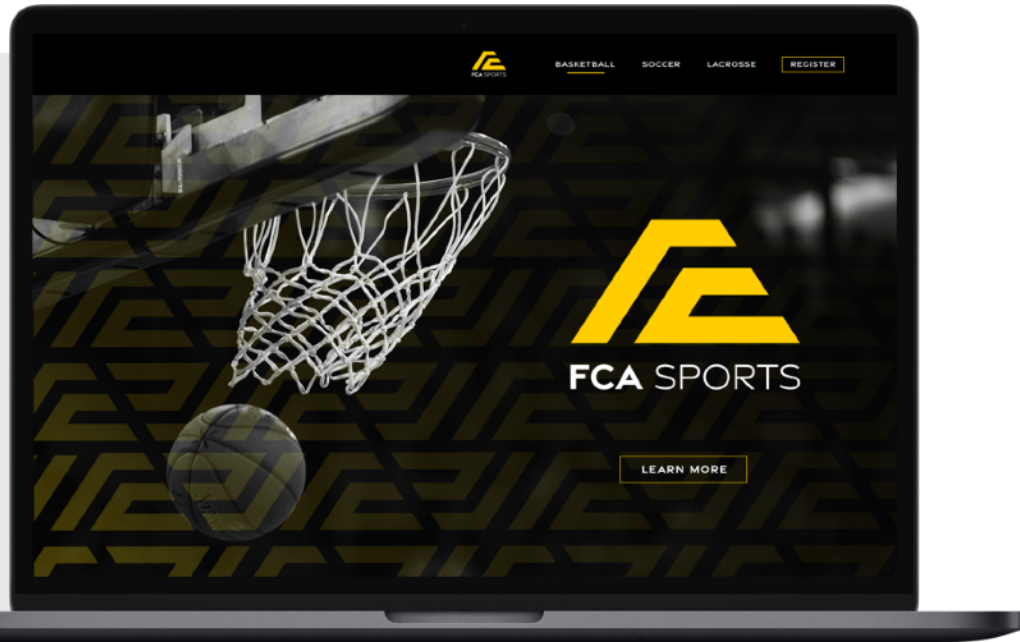 FCA SPORTS
BASKETBALL SOCCER LACROSSE REGISTER
FCA SPORTS
LEARN MORE